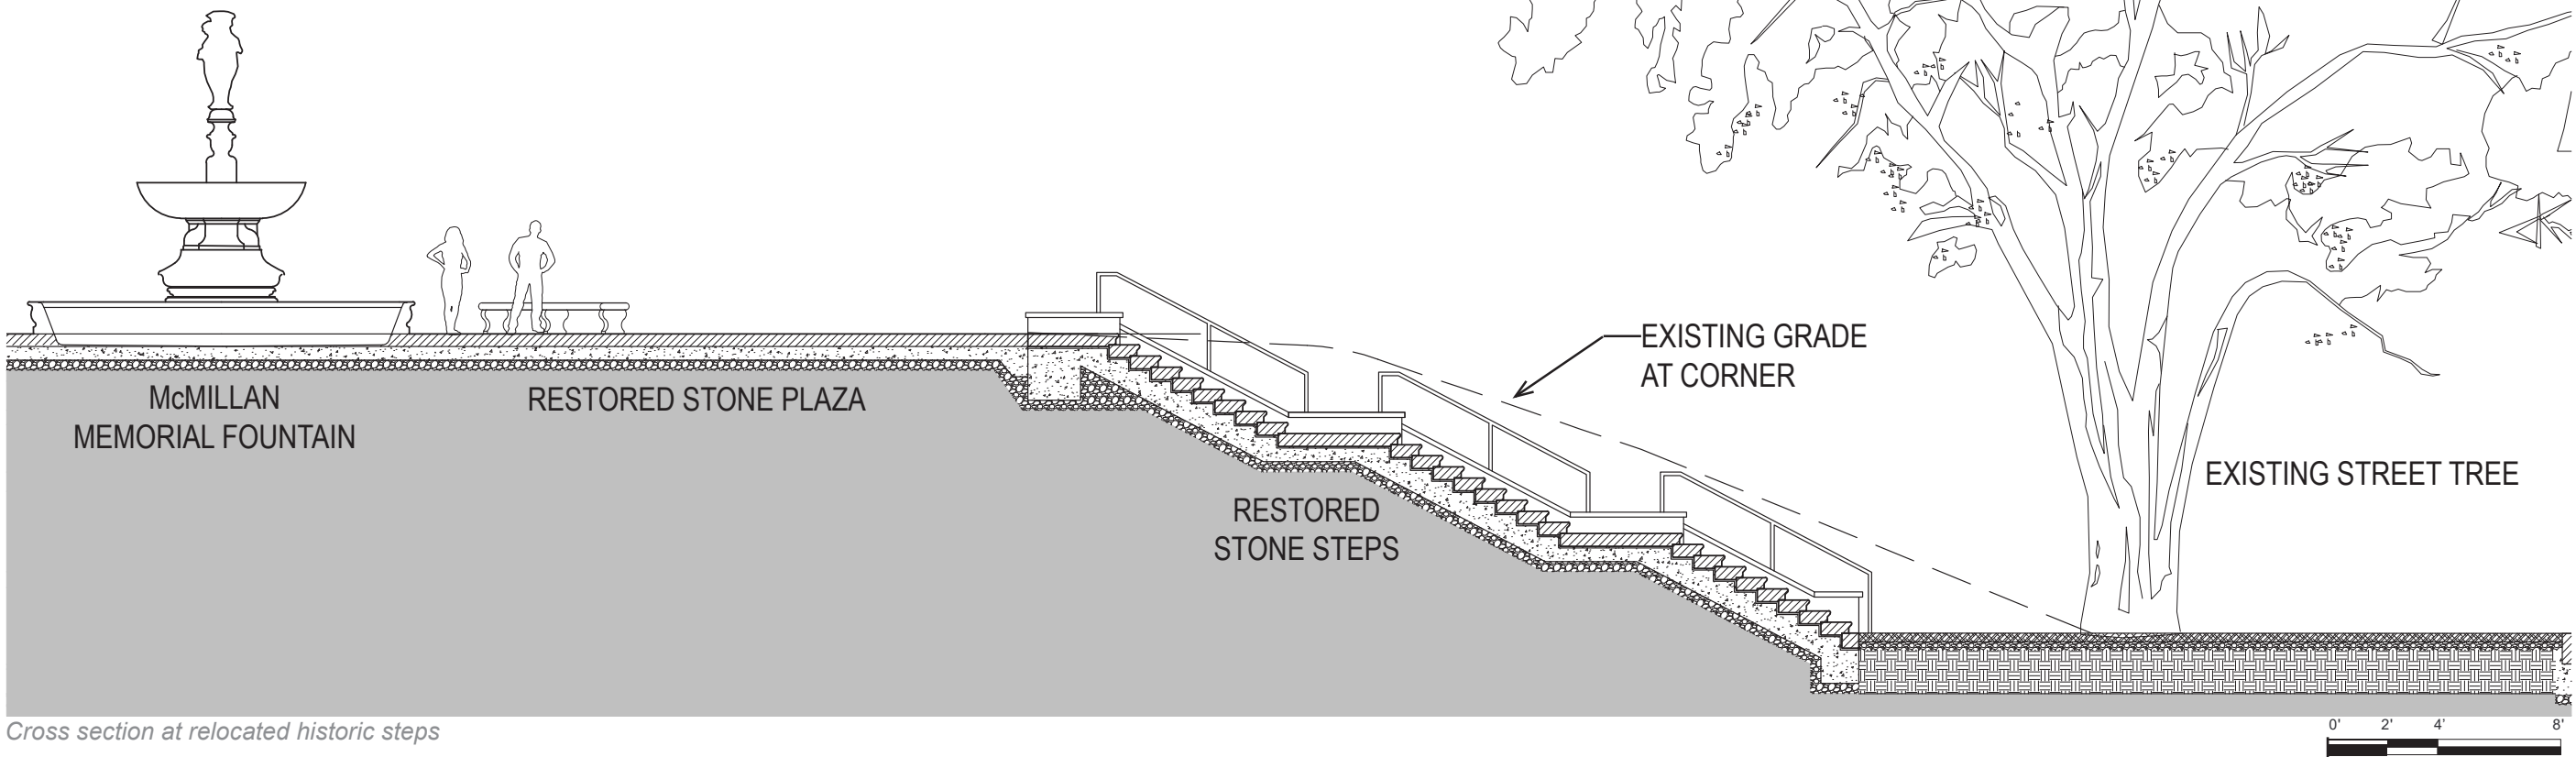 EXISTING GRADE
AT CORNER
McMILLAN
MEMORIAL FOUNTAIN
RESTORED STONE PLAZA
EXISTING STREET TREE
RESTORED
STONE STEPS
Cross section at relocated historic steps
0' 2' 4' 8'